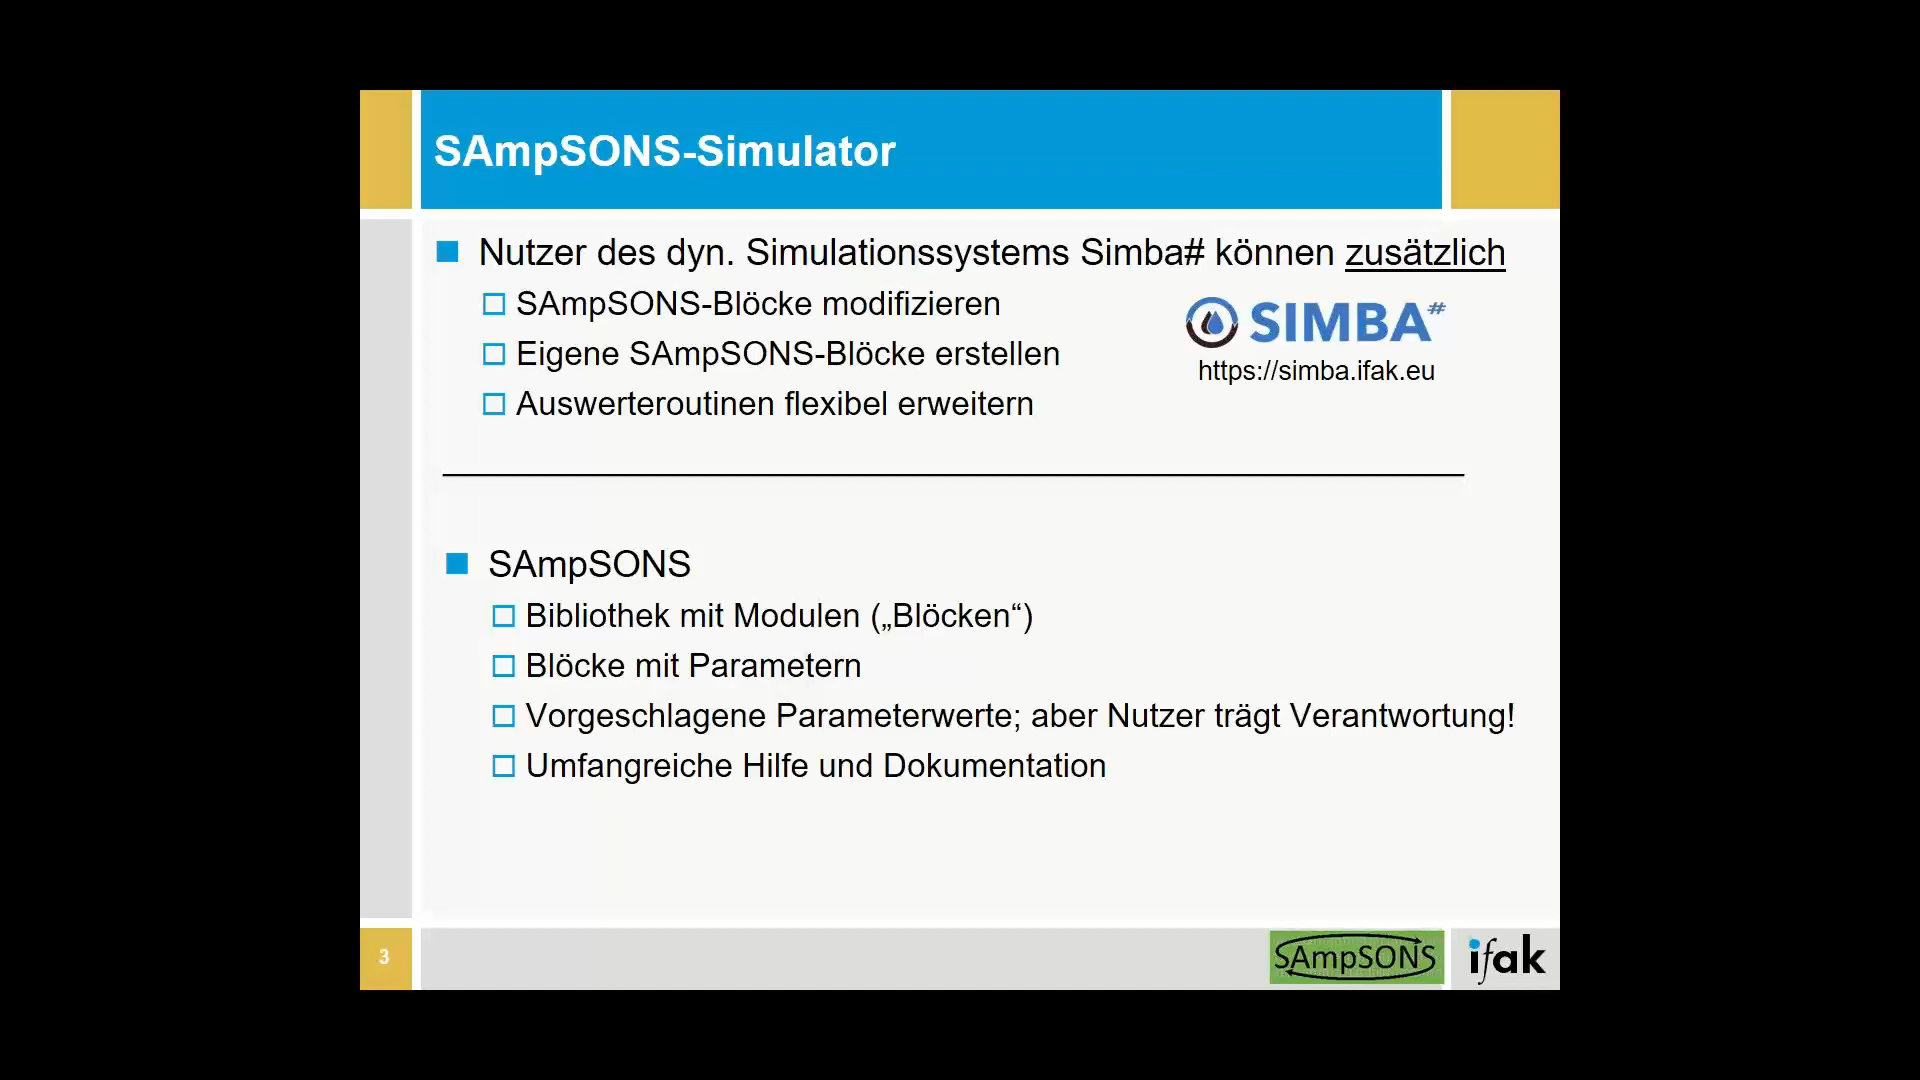 SAmpSONS-Simulator
Nutzer des dyn. Simulationssystems Simba# können zusätzlich
SAmpSONS-Blöcke modifizieren
Eigene SAmpSONS-Blöcke erstellen
Auswerteroutinen flexibel erweitern
SIMBA#
https://simba.ifak.eu
SAmpSONS
Bibliothek mit Modulen („Blöcken“)
Blöcke mit Parametern
Vorgeschlagene Parameterwerte; aber Nutzer trägt Verantwortung!
Umfangreiche Hilfe und Dokumentation
3
SAmpSONS
ifak